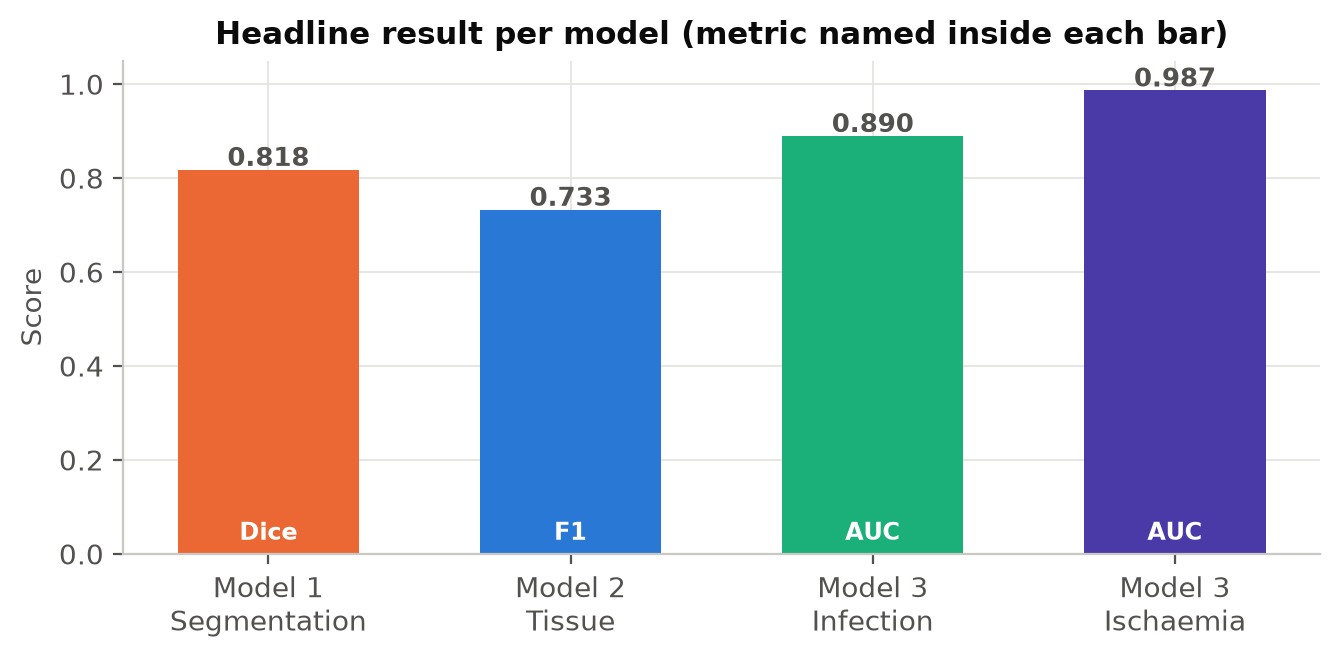 Headline result per model (metric named inside each bar)
Score
1.0
0.8
0.6
0.4
0.2
0.0
0.818
0.733
0.890
0.987
Dice
F1
AUC
AUC
Model 1
Segmentation
Model 2
Tissue
Model 3
Infection
Model 3
Ischaemia